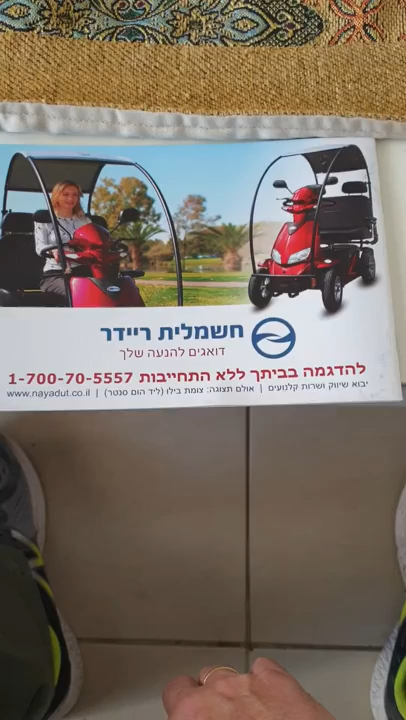 חשמלית ריידר
דואגים להנעה שלך
להדגמה בביתך ללא התחייבות 1-700-70-5557
יבוא שיווק ושרות קלנועים | אולם תצוגה: צומת בילו (ליד הום סנטר) | www.nayadut.co.il